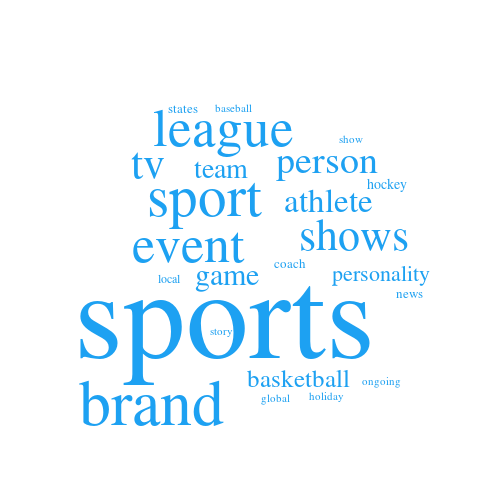 states baseball
league
show
tv team person
hockey
sport athlete
event shows
coach
local game personality
news
sports
story
basketball ongoing
brand
global holiday